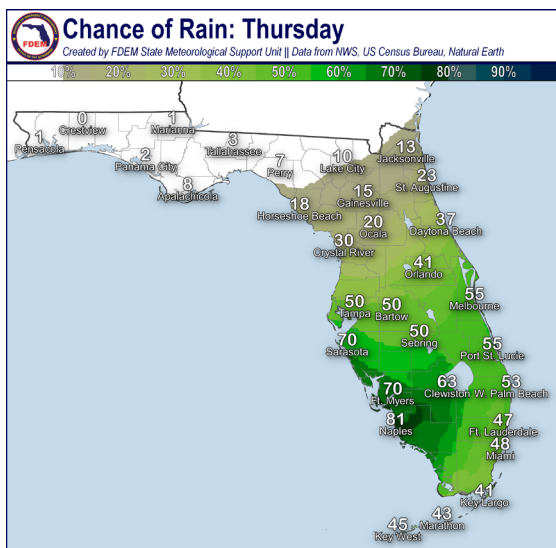 FDEM
Chance of Rain: Thursday
Created by FDEM State Meteorological Support Unit || Data from NWS, US Census Bureau, Natural Earth
10% 20% 30% 40% 50% 60% 70% 80% 90%
0
Crestview
1
Marianna
1
Pensacola
3
Tallahassee
2
Panama City
7
Perry
10
Lake City
13
Jacksonville
8
Apalachicola
23
St. Augustine
15
Gainesville
18
Horseshoe Beach
20
Ocala
37
Daytona Beach
30
Crystal River
41
Orlando
55
Melbourne
50
Tampa
50
Bartow
50
Sebring
70
Sarasota
55
Port St. Lucie
70
Ft. Myers
63
Clewiston
53
W. Palm Beach
81
Naples
47
Ft. Lauderdale
48
Miami
41
Key Largo
43
Marathon
45
Key West